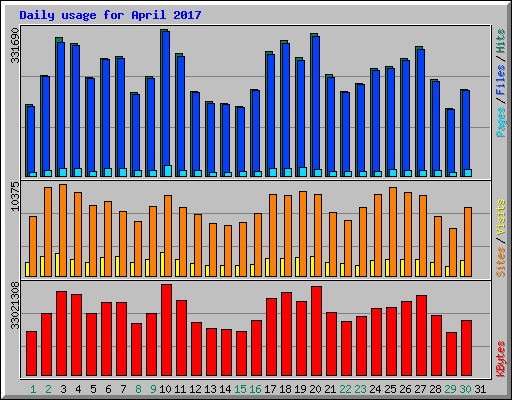 Daily usage for April 2017
331690
Pages / Files / Hits
10375
Sites / Visits
33021308
KBytes
1 2 3 4 5 6 7 8 9 10 11 12 13 14 15 16 17 18 19 20 21 22 23 24 25 26 27 28 29 30 31